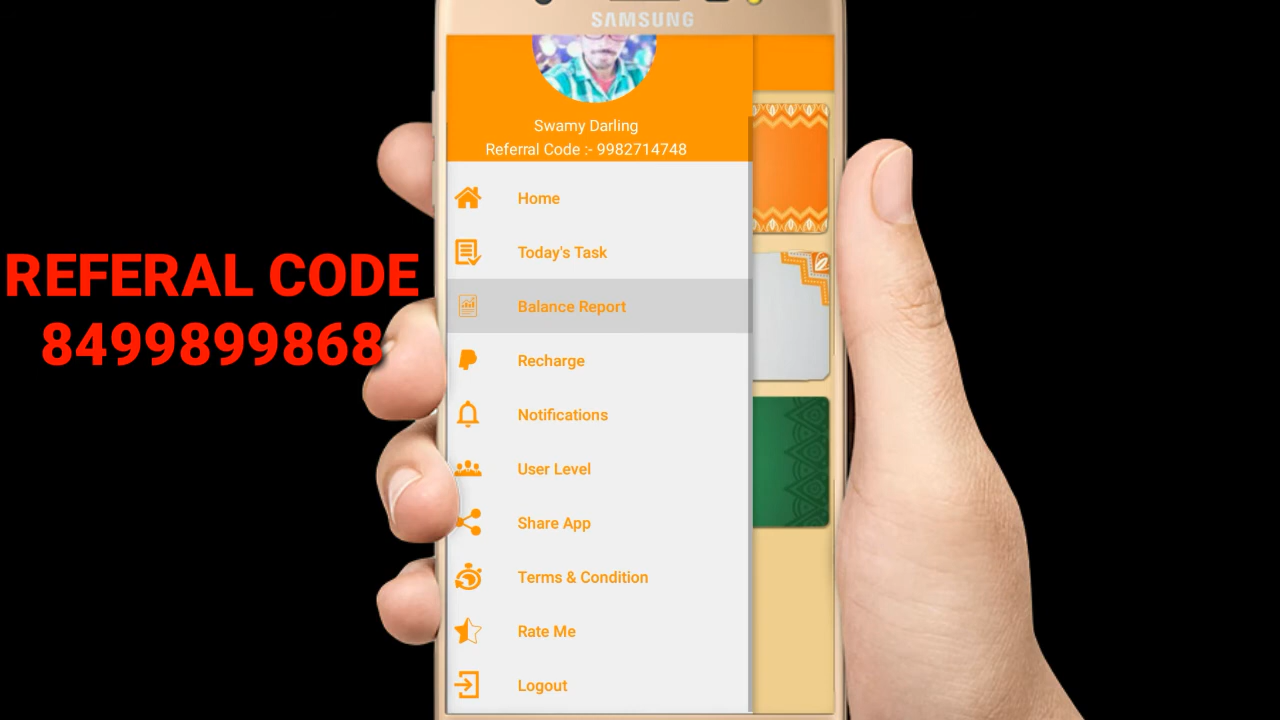 SAMSUNG
Swamy Darling
Referral Code :- 9982714748
Home
Today's Task
REFERAL CODE
8499899868
Balance Report
Recharge
Notifications
User Level
Share App
Terms & Condition
Rate Me
Logout